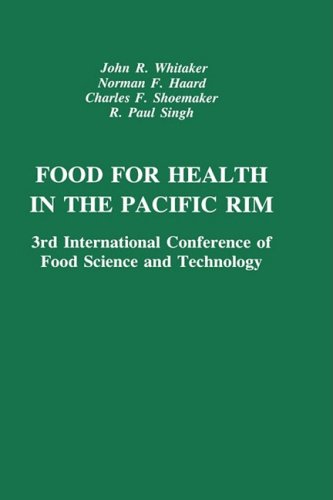 John R. Whitaker
Norman F. Haard
Charles F. Shoemaker
R. Paul Singh
FOOD FOR HEALTH
IN THE PACIFIC RIM
3rd International Conference of
Food Science and Technology